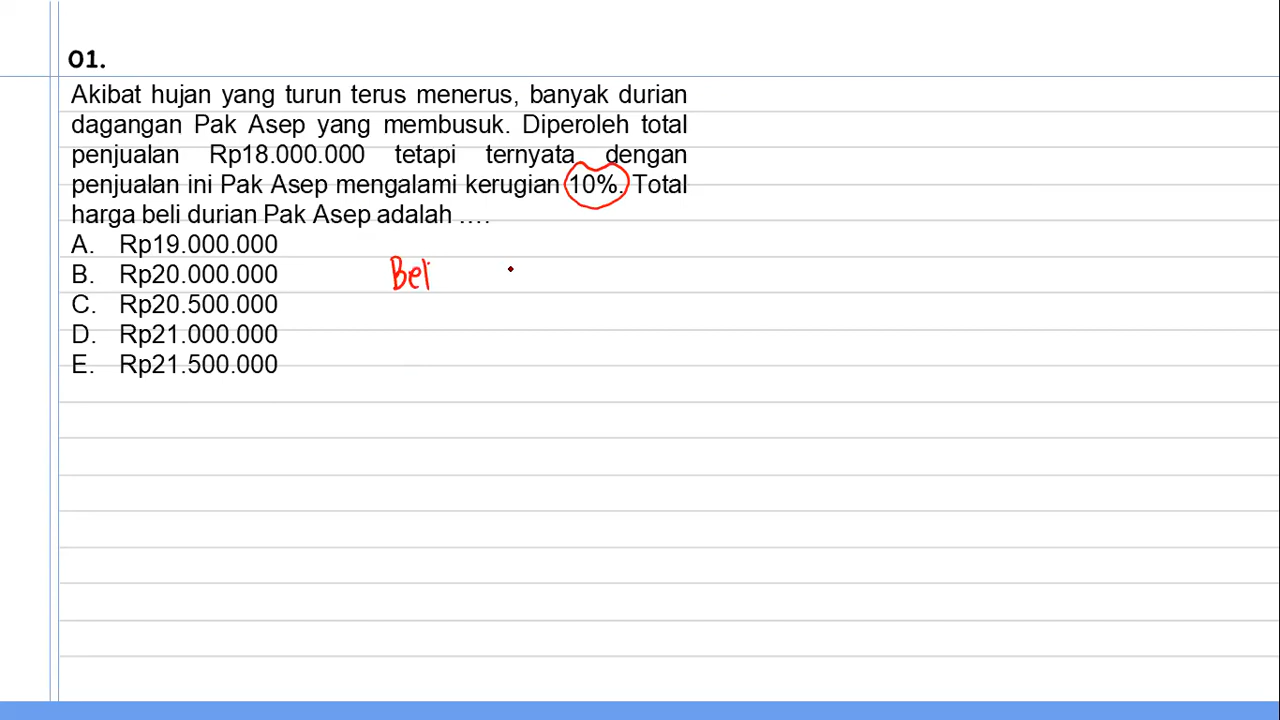 01.
Akibat hujan yang turun terus menerus, banyak durian
dagangan Pak Asep yang membusuk. Diperoleh total
penjualan Rp18.000.000 tetapi ternyata dengan
penjualan ini Pak Asep mengalami kerugian 10%. Total
harga beli durian Pak Asep adalah ….
A. Rp19.000.000
B. Rp20.000.000
Beli
C. Rp20.500.000
D. Rp21.000.000
E. Rp21.500.000